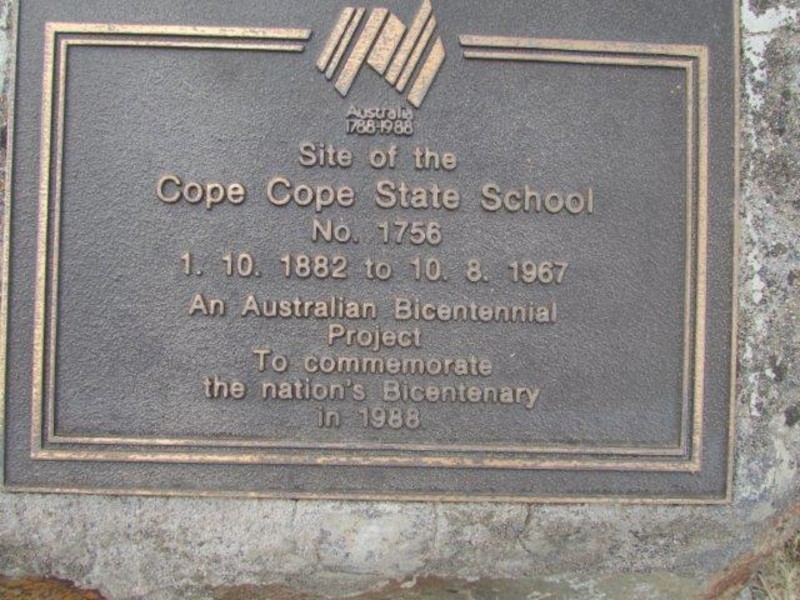 Australia
1788-1988
Site of the
Cope Cope State School
No. 1756
1. 10. 1882 to 10. 8. 1967
An Australian Bicentennial
Project
To commemorate
the nation's Bicentenary
in 1988